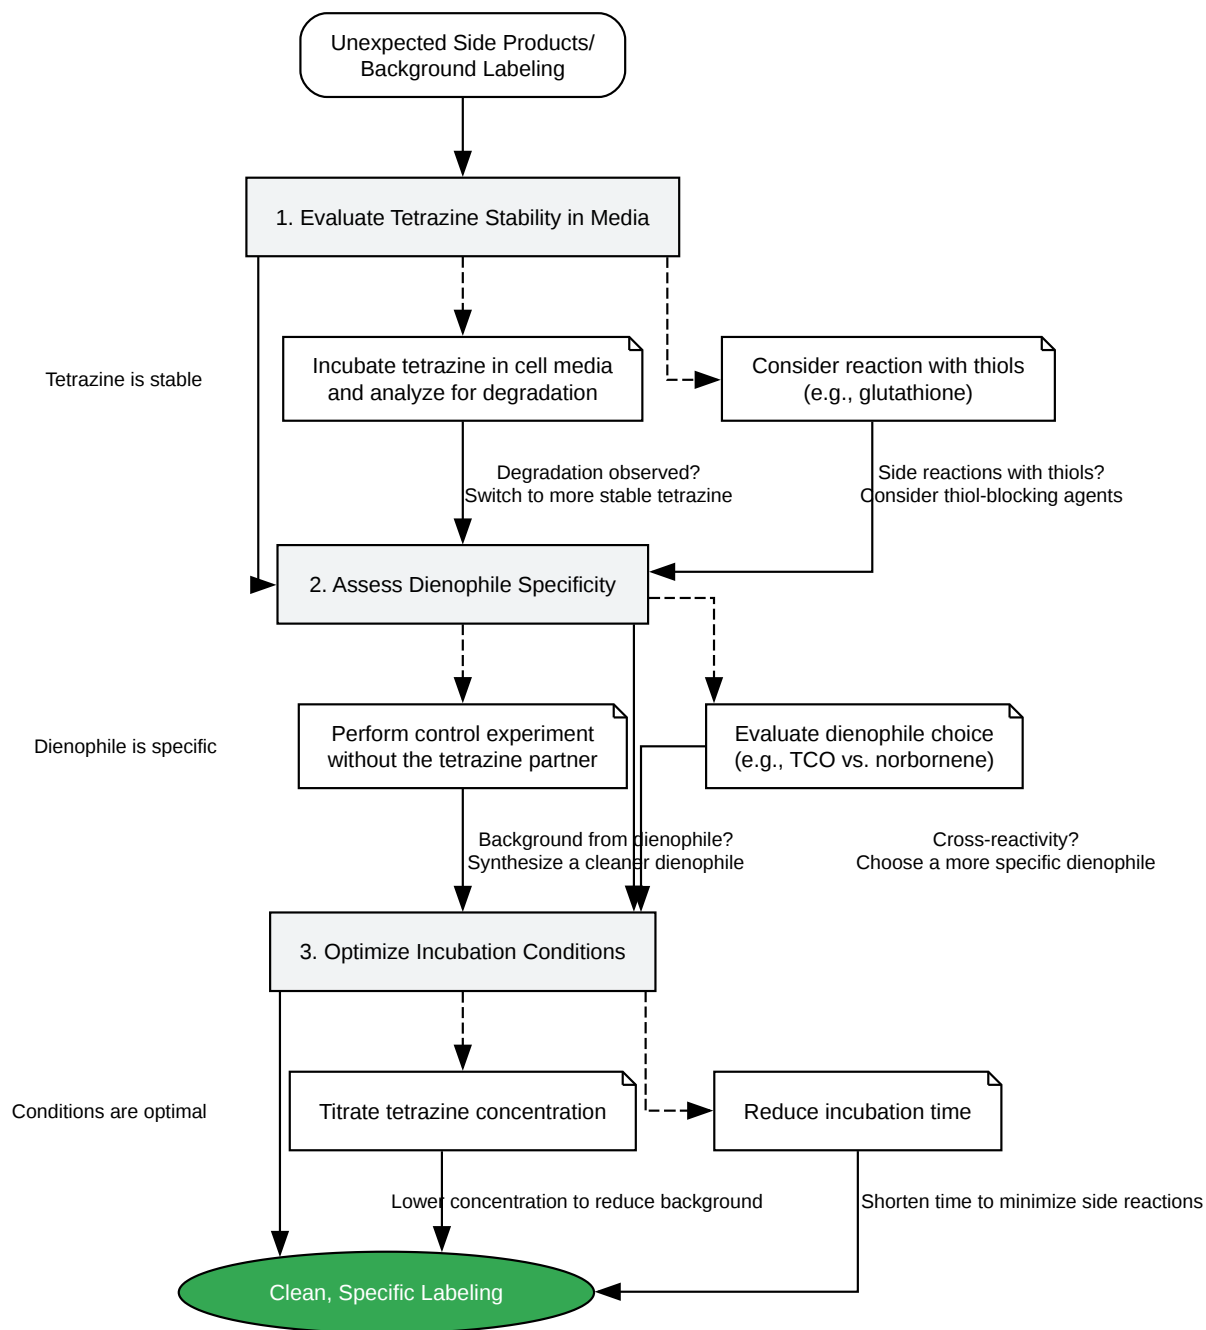 Unexpected Side Products/
Background Labeling
1. Evaluate Tetrazine Stability in Media
Tetrazine is stable
Incubate tetrazine in cell media
and analyze for degradation
Consider reaction with thiols
(e.g., glutathione)
Degradation observed?
Switch to more stable tetrazine
Side reactions with thiols?
Consider thiol-blocking agents
2. Assess Dienophile Specificity
Dienophile is specific
Perform control experiment
without the tetrazine partner
Evaluate dienophile choice
(e.g., TCO vs. norbornene)
Background from dienophile?
Synthesize a cleaner dienophile
Cross-reactivity?
Choose a more specific dienophile
3. Optimize Incubation Conditions
Conditions are optimal
Titrate tetrazine concentration
Reduce incubation time
Lower concentration to reduce background
Shorten time to minimize side reactions
Clean, Specific Labeling